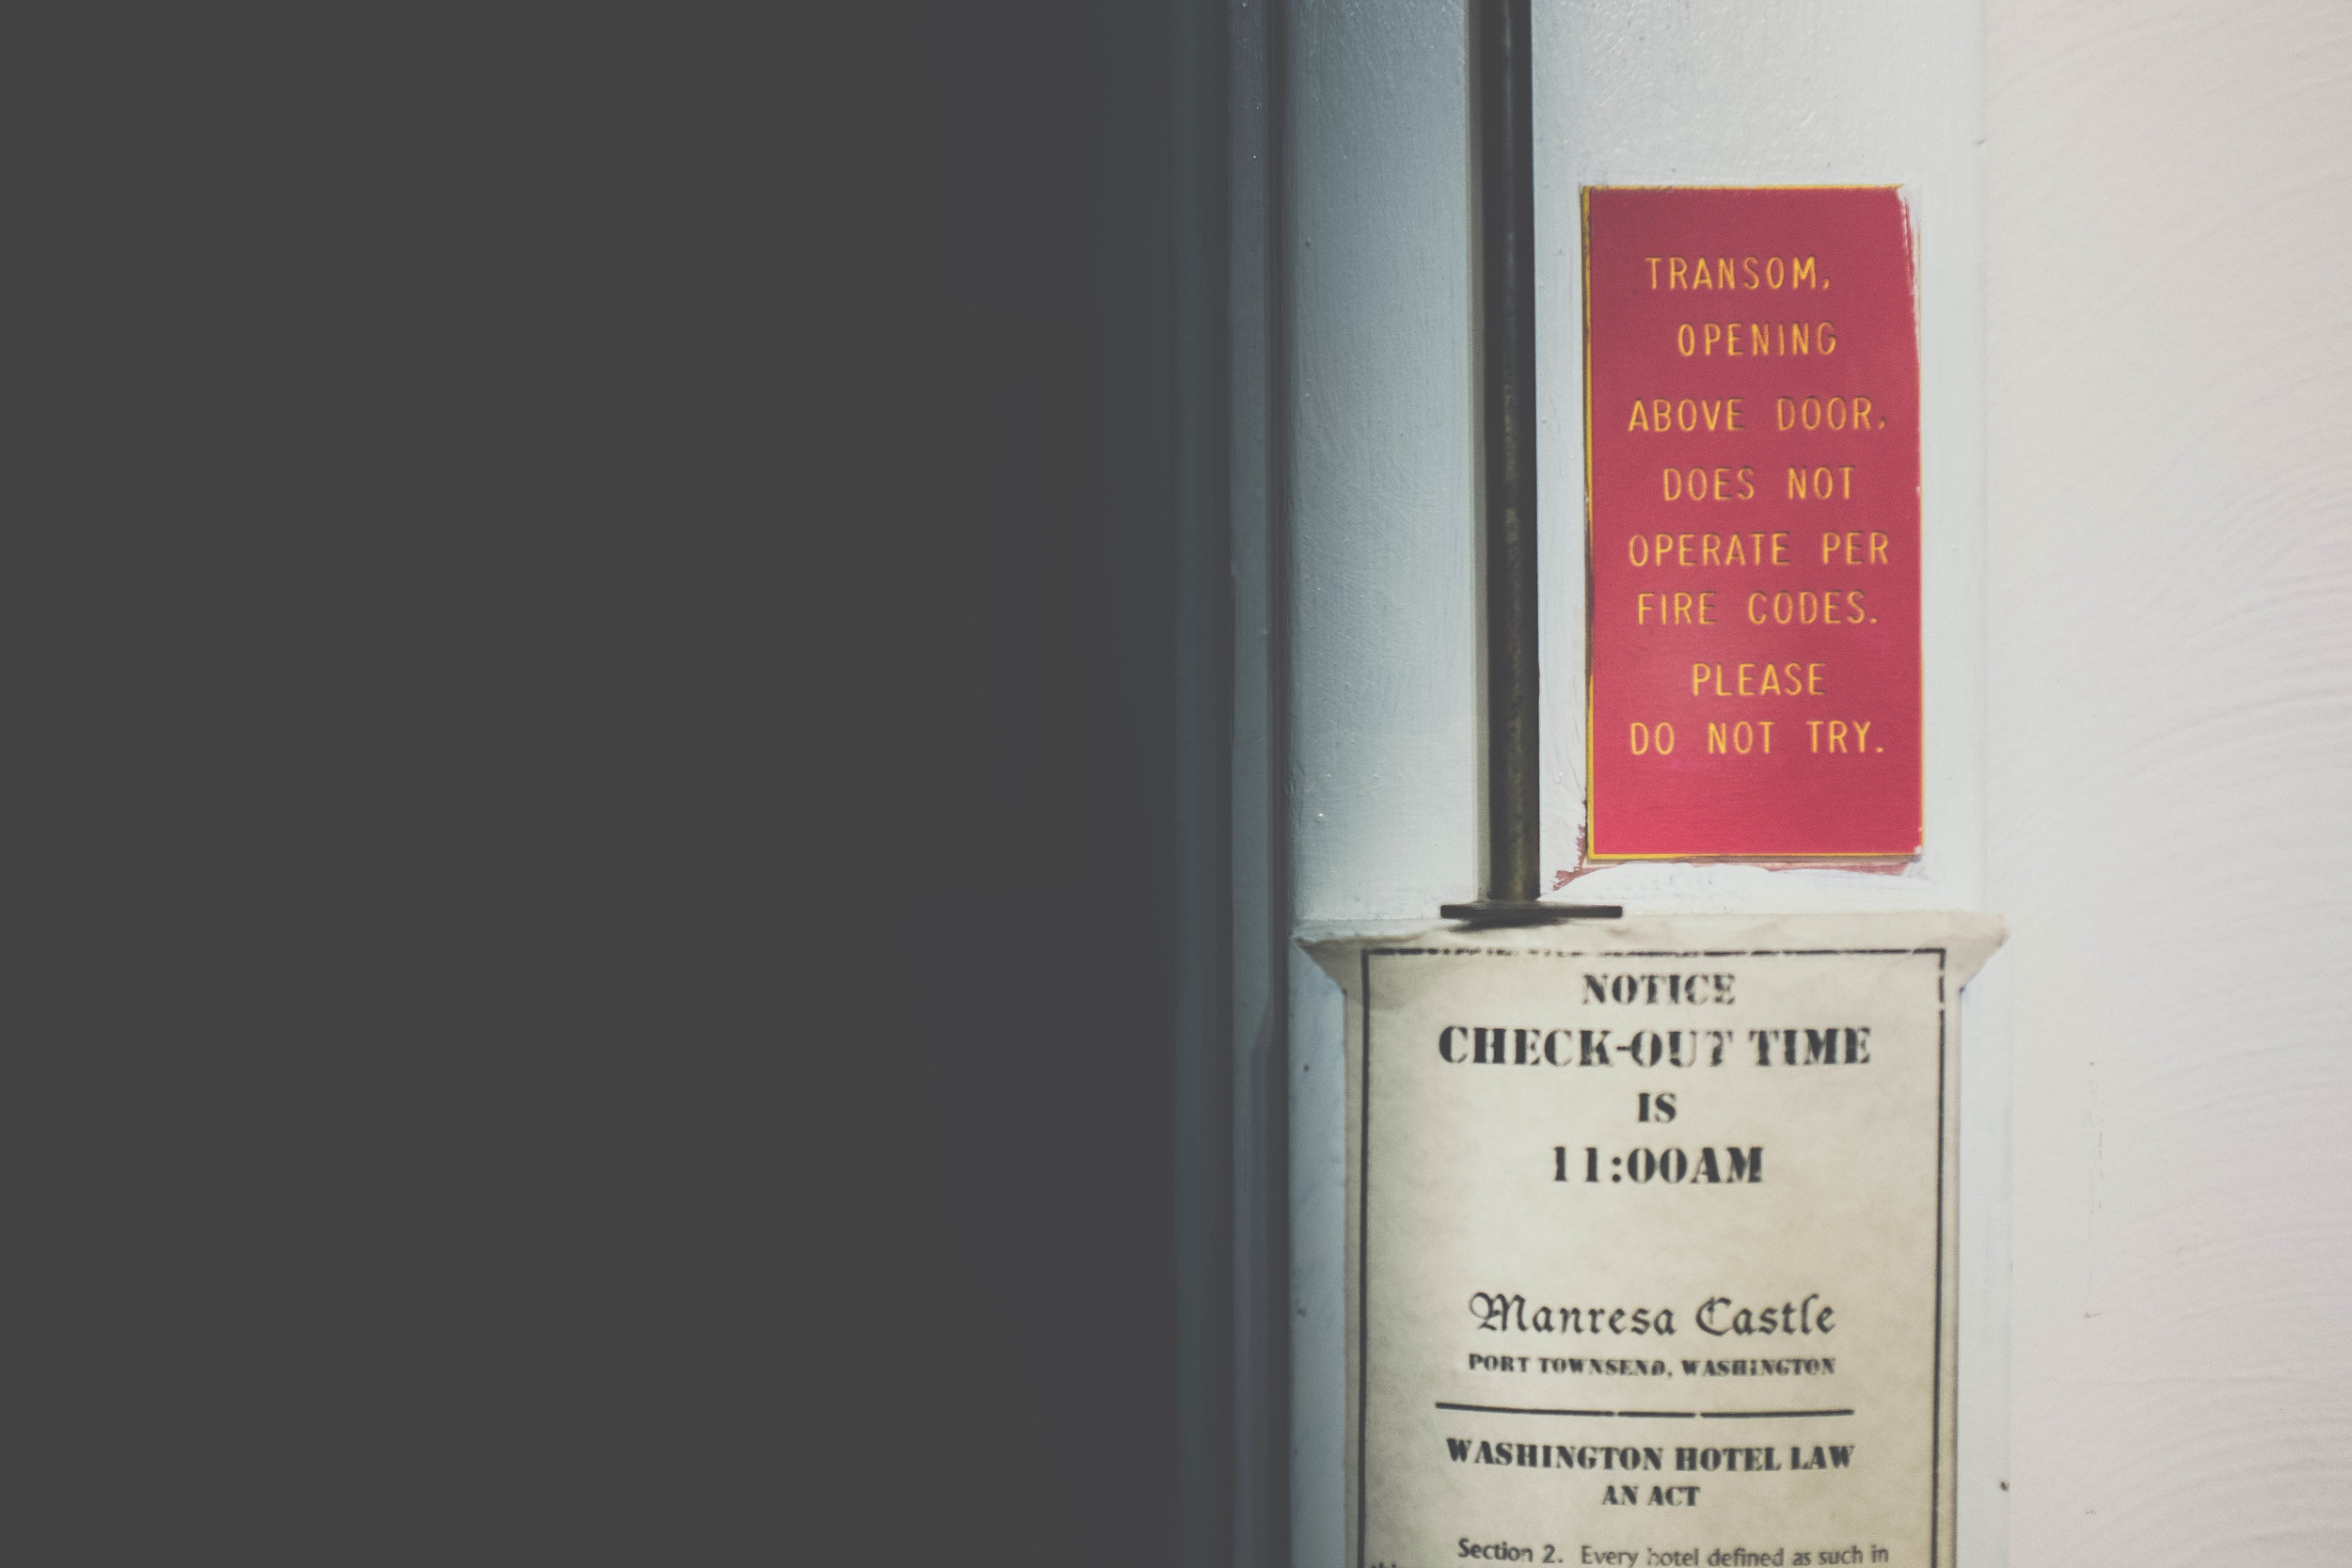 TRANSOM,
OPENING
ABOVE DOOR,
DOES NOT
OPERATE PER
FIRE CODES.
PLEASE
DO NOT TRY.
NOTICE
CHECK-OUT TIME
IS
11:00AM
Manresa Castle
PORT TOWNSEND, WASHINGTON
WASHINGTON HOTEL LAW
AN ACT
Section 2. Every hotel defined as such in